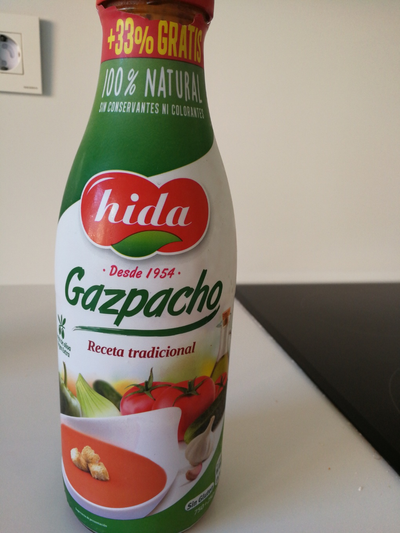 +33% GRATIS
100% NATURAL
SIN CONSERVANTES NI COLORANTES
hida
· Desde 1954 ·
Gazpacho
Receta tradicional